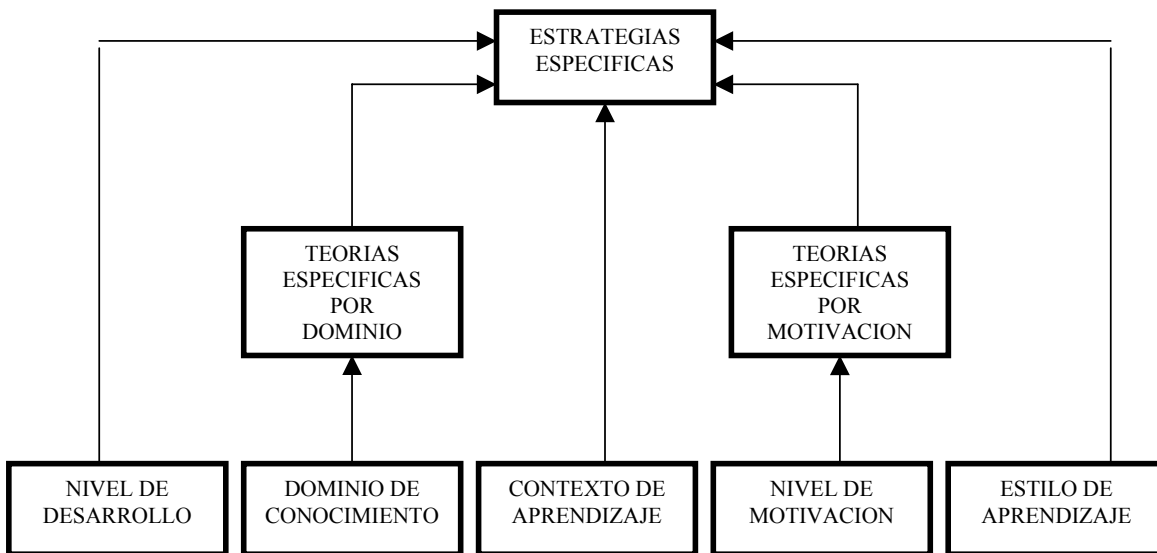 ESTRATEGIAS
ESPECIFICAS
TEORIAS
ESPECIFICAS
POR
DOMINIO
TEORIAS
ESPECIFICAS
POR
MOTIVACION
NIVEL DE
DESARROLLO
DOMINIO DE
CONOCIMIENTO
CONTEXTO DE
APRENDIZAJE
NIVEL DE
MOTIVACION
ESTILO DE
APRENDIZAJE